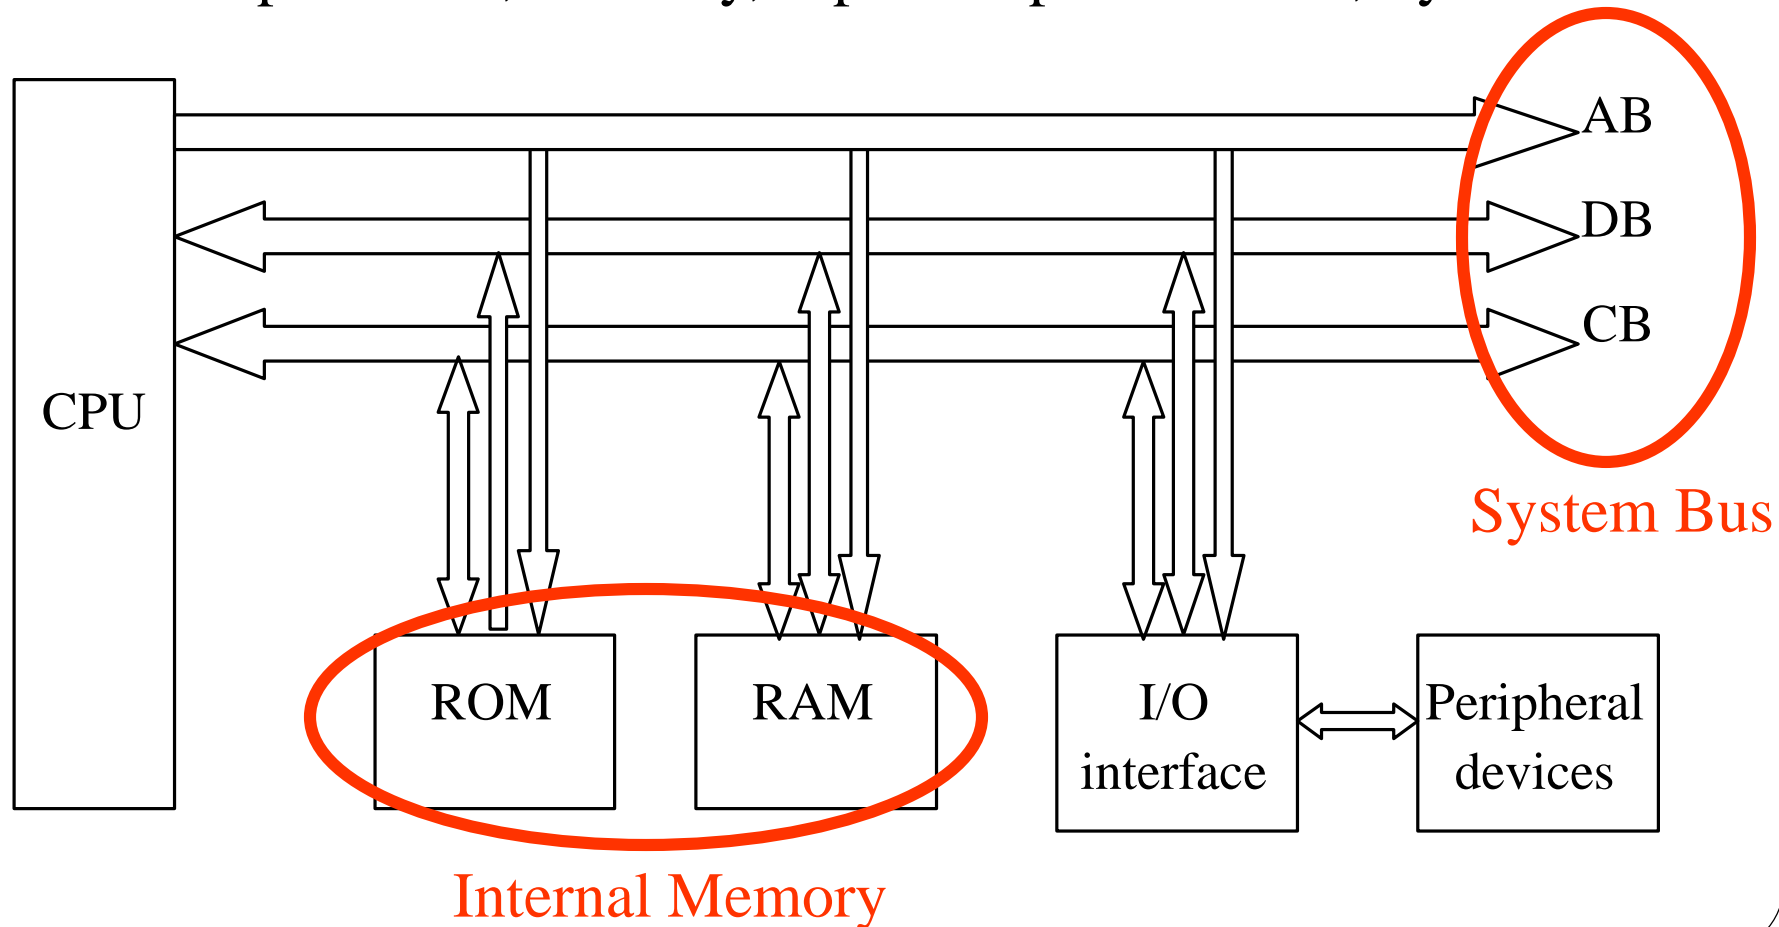 AB
DB
CB
CPU
System Bus
ROM
RAM
I/O
interface
Peripheral
devices
Internal Memory